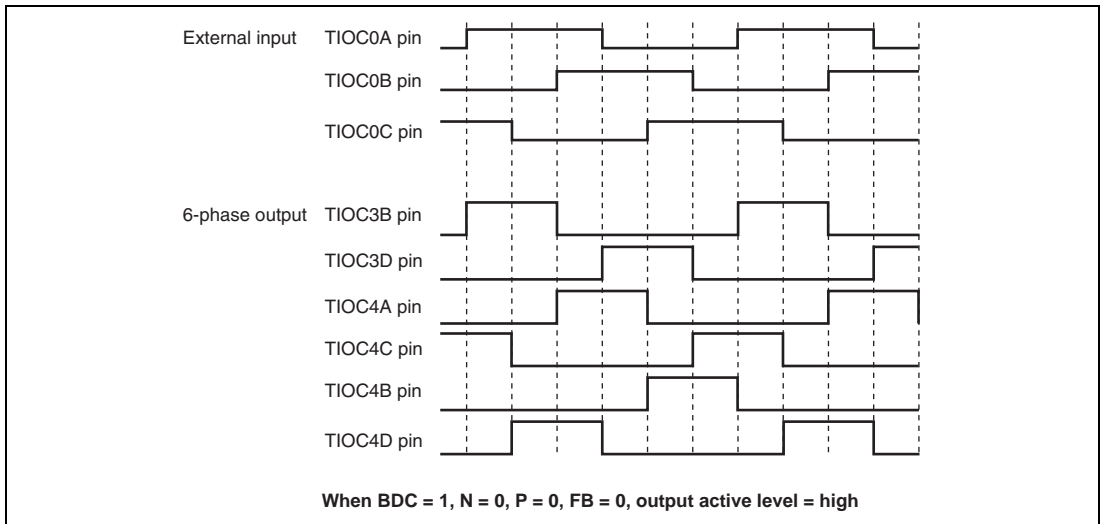 External input TIOC0A pin
TIOC0B pin
TIOC0C pin
6-phase output TIOC3B pin
TIOC3D pin
TIOC4A pin
TIOC4C pin
TIOC4B pin
TIOC4D pin
When BDC = 1, N = 0, P = 0, FB = 0, output active level = high